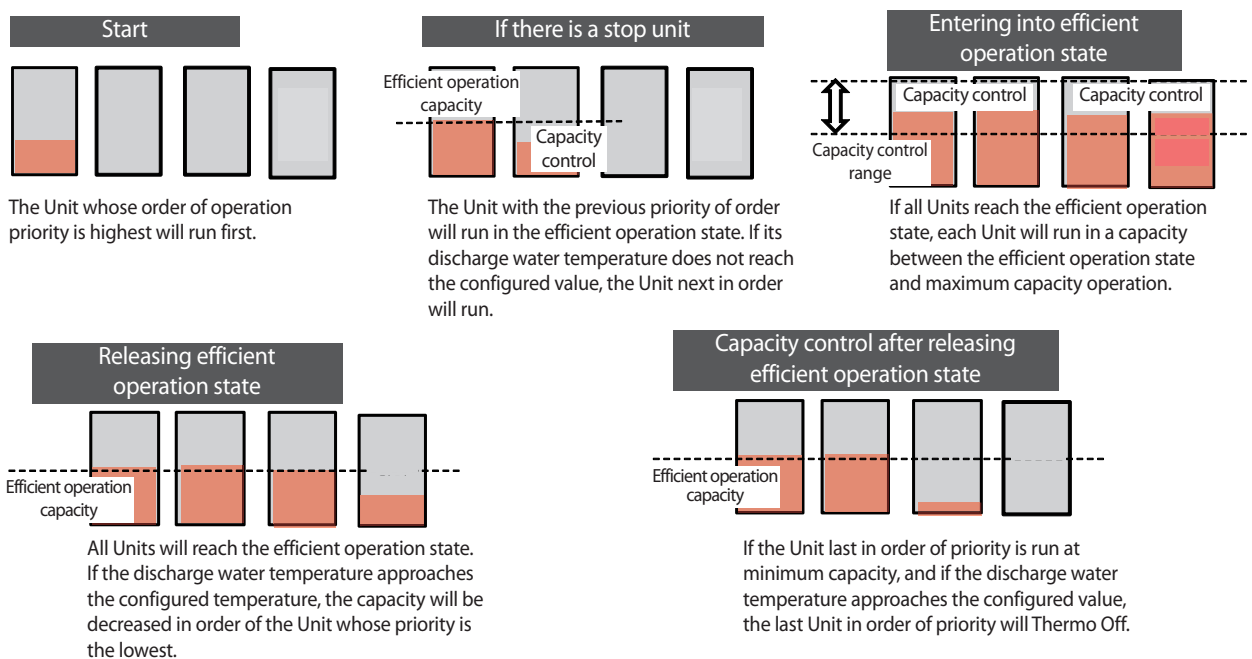 Start
The Unit whose order of operation
priority is highest will run first.
If there is a stop unit
Efficient operation
capacity
Capacity
control
The Unit with the previous priority of order
will run in the efficient operation state. If its
discharge water temperature does not reach
the configured value, the Unit next in order
will run.
Entering into efficient
operation state
Capacity control
Capacity control
Capacity control
range
If all Units reach the efficient operation
state, each Unit will run in a capacity
between the efficient operation state
and maximum capacity operation.
Releasing efficient
operation state
Efficient operation
capacity
All Units will reach the efficient operation state.
If the discharge water temperature approaches
the configured temperature, the capacity will be
decreased in order of the Unit whose priority is
the lowest.
Capacity control after releasing
efficient operation state
Efficient operation
capacity
If the Unit last in order of priority is run at
minimum capacity, and if the discharge water
temperature approaches the configured value,
the last Unit in order of priority will Thermo Off.